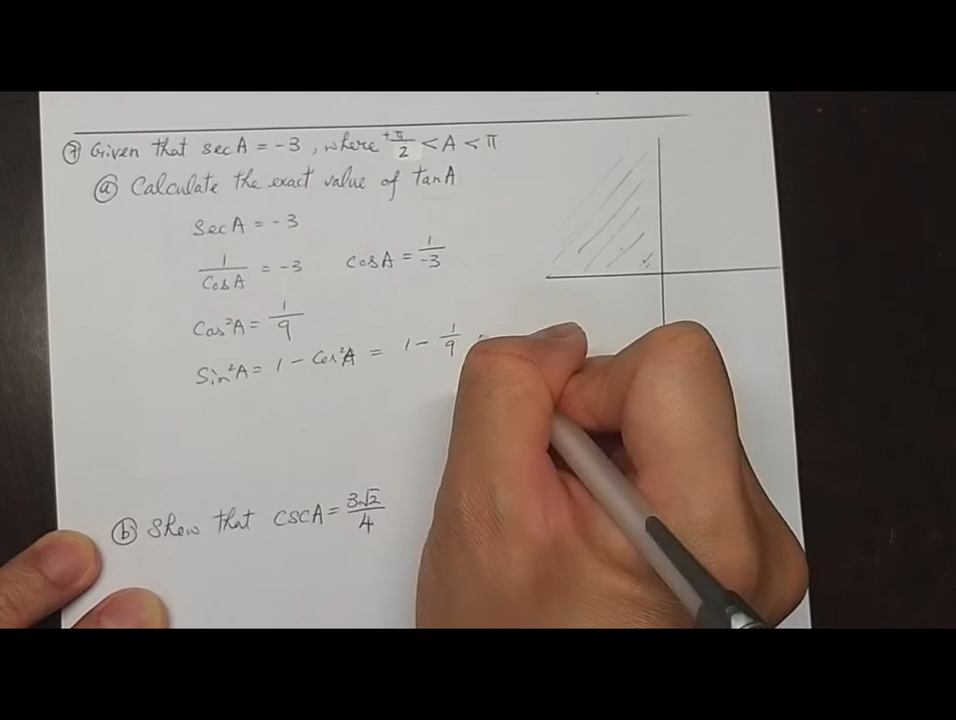 ⑦ Given that sec A = -3, where +π/2 < A < π
ⓐ Calculate the exact value of tan A
sec A = -3
1/Cos A = -3 cos A = 1/-3
Cos²A = 1/9
Sin²A = 1 - Cos²A = 1 - 1/9
ⓑ Show that csc A = 3√2/4